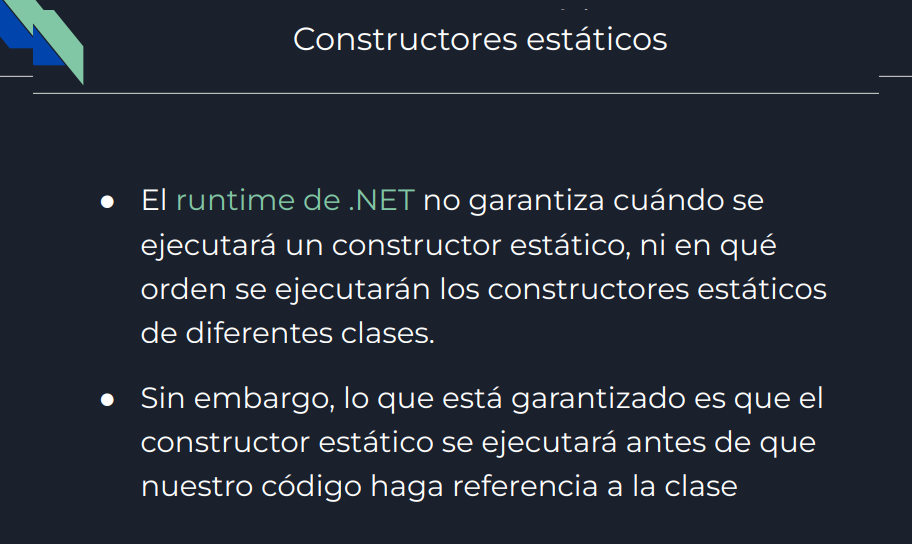 Constructores estáticos
● El runtime de .NET no garantiza cuándo se
ejecutará un constructor estático, ni en qué
orden se ejecutarán los constructores estáticos
de diferentes clases.
● Sin embargo, lo que está garantizado es que el
constructor estático se ejecutará antes de que
nuestro código haga referencia a la clase